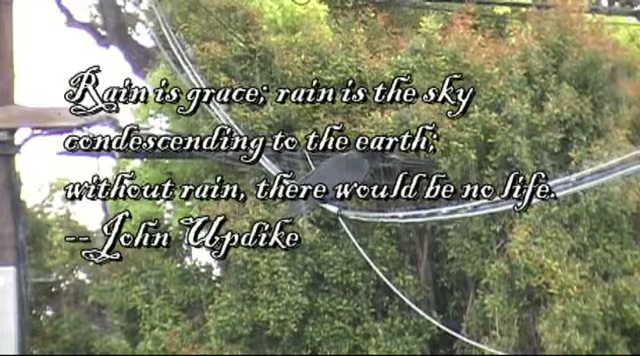 Rain is grace; rain is the sky
condescending to the earth;
without rain, there would be no life.
--John Updike